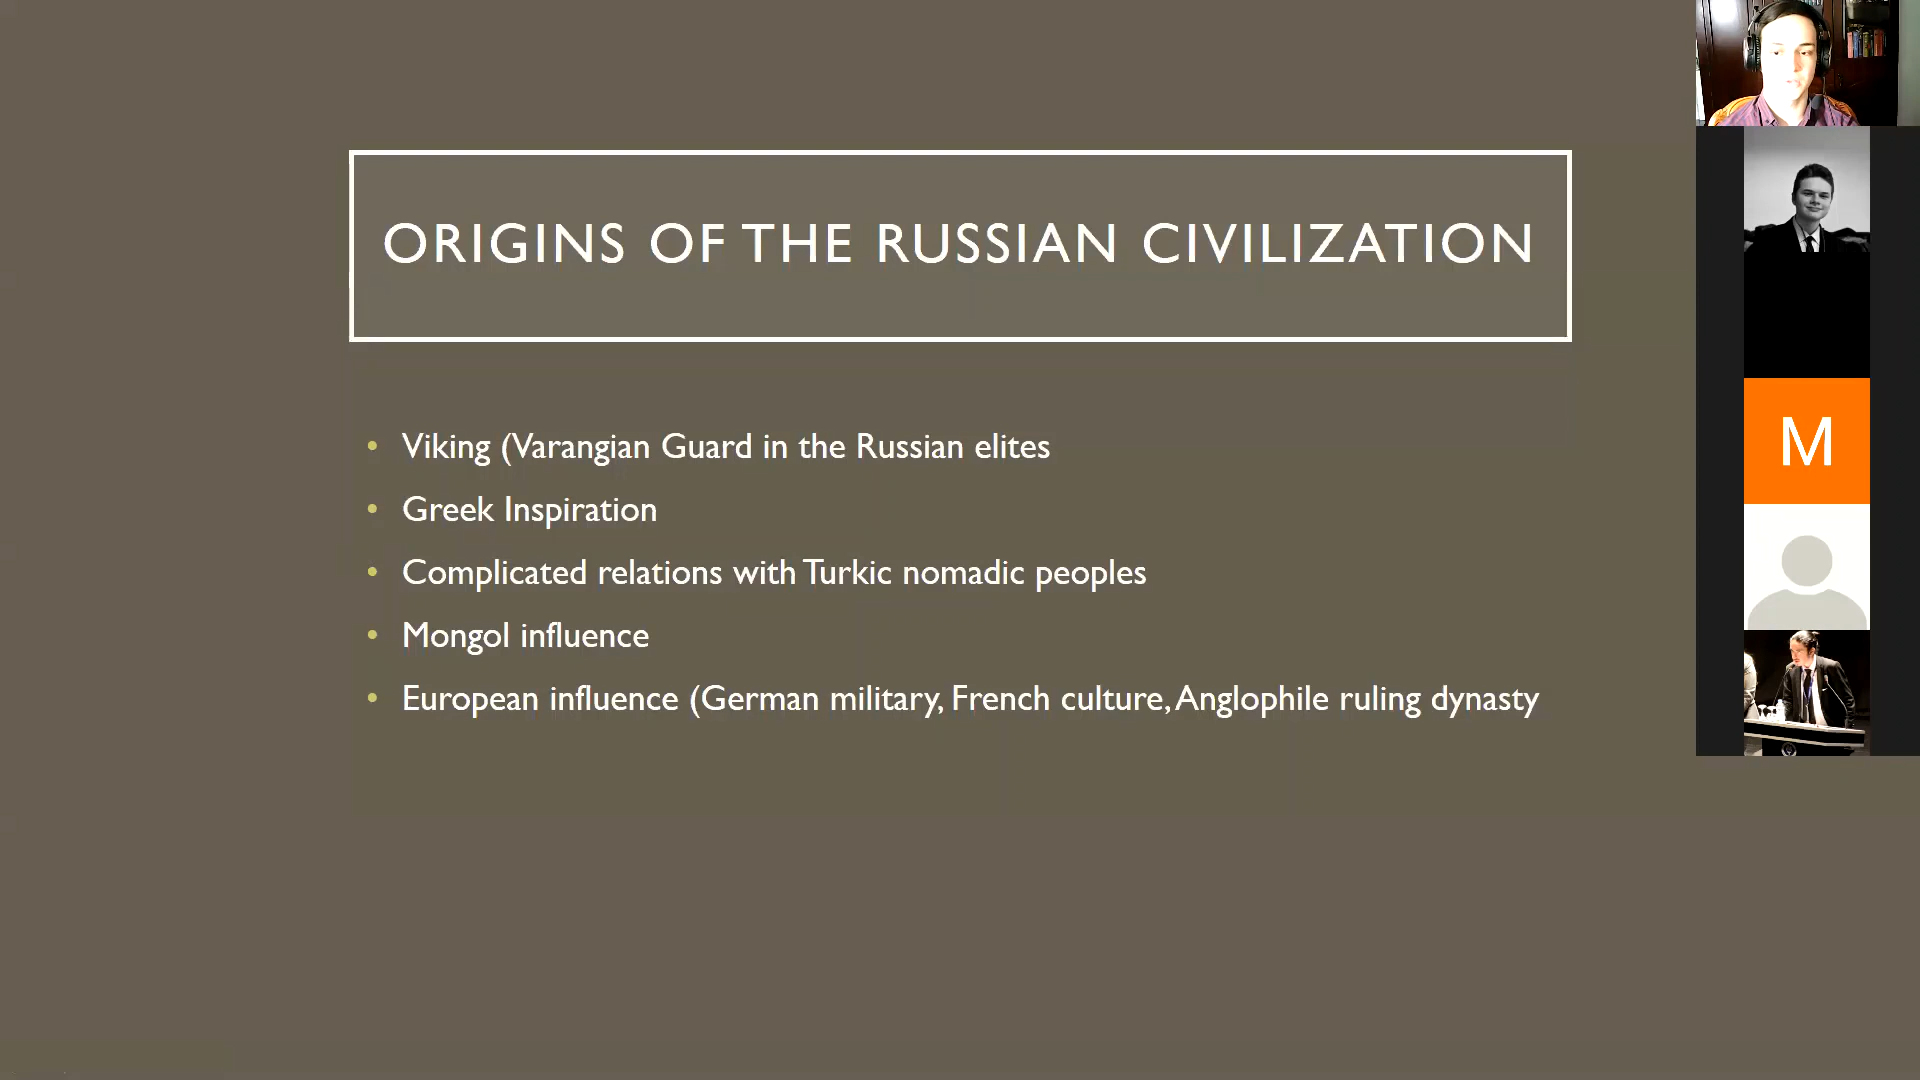 ORIGINS OF THE RUSSIAN CIVILIZATION
• Viking (Varangian Guard in the Russian elites
• Greek Inspiration
• Complicated relations with Turkic nomadic peoples
• Mongol influence
• European influence (German military, French culture, Anglophile ruling dynasty
M